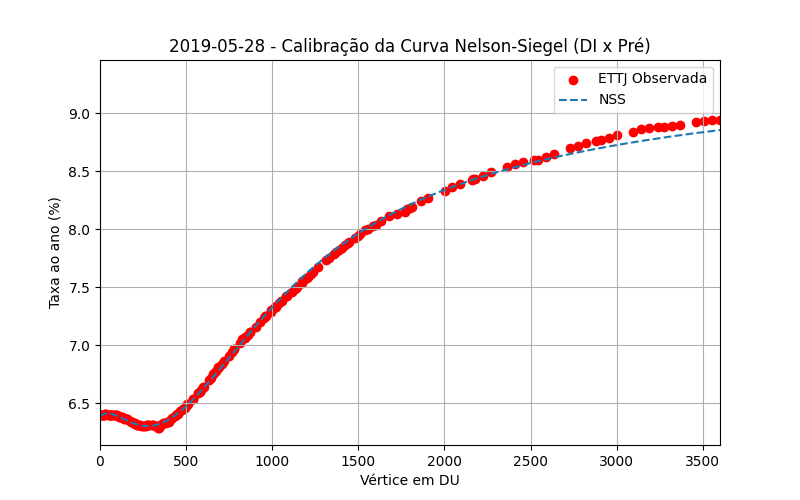 2019-05-28 - Calibração da Curva Nelson-Siegel (DI x Pré)
ETTJ Observada
NSS
Taxa ao ano (%)
9.0
8.5
8.0
7.5
7.0
6.5
0 500 1000 1500 2000 2500 3000 3500
Vértice em DU